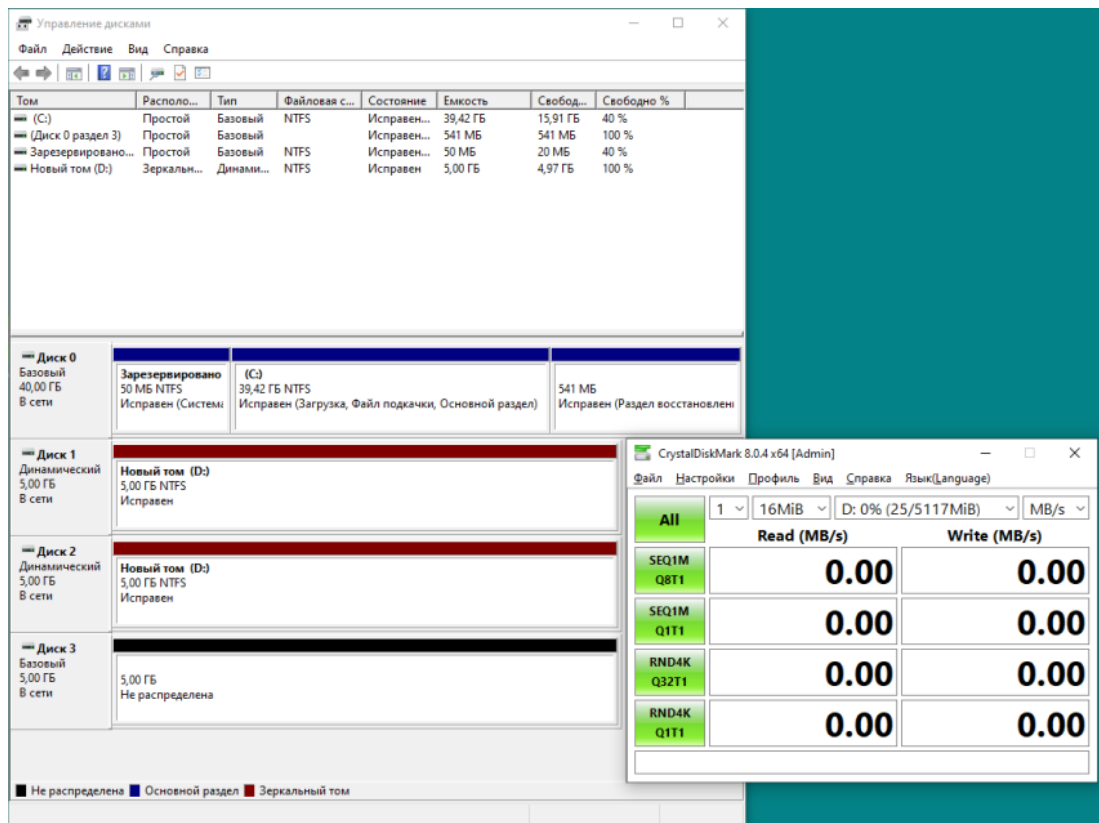 Управление дисками
Файл Действие Вид Справка
Том Располо... Тип Файловая с... Состояние Емкость Свобод... Свободно %
(C:) Простой Базовый NTFS Исправен... 39,42 ГБ 15,91 ГБ 40 %
(Диск 0 раздел 3) Простой Базовый Исправен... 541 МБ 541 МБ 100 %
Зарезервировано... Простой Базовый NTFS Исправен... 50 МБ 20 МБ 40 %
Новый том (D:) Зеркальн... Динами... NTFS Исправен 5,00 ГБ 4,97 ГБ 100 %
Диск 0
Базовый
40,00 ГБ
В сети
Зарезервировано
50 МБ NTFS
Исправен (Система
(C:)
39,42 ГБ NTFS
Исправен (Загрузка, Файл подкачки, Основной раздел)
541 МБ
Исправен (Раздел восстановлени
Диск 1
Динамический
5,00 ГБ
В сети
Новый том (D:)
5,00 ГБ NTFS
Исправен
Диск 2
Динамический
5,00 ГБ
В сети
Новый том (D:)
5,00 ГБ NTFS
Исправен
Диск 3
Базовый
5,00 ГБ
В сети
5,00 ГБ
Не распределена
Не распределена Основной раздел Зеркальный том
CrystalDiskMark 8.0.4 x64 [Admin]
Файл Настройки Профиль Вид Справка Язык(Language)
All 1 16MiB D: 0% (25/5117MiB) MB/s
Read (MB/s) Write (MB/s)
SEQ1M
Q8T1
0.00 0.00
SEQ1M
Q1T1
0.00 0.00
RND4K
Q32T1
0.00 0.00
RND4K
Q1T1
0.00 0.00